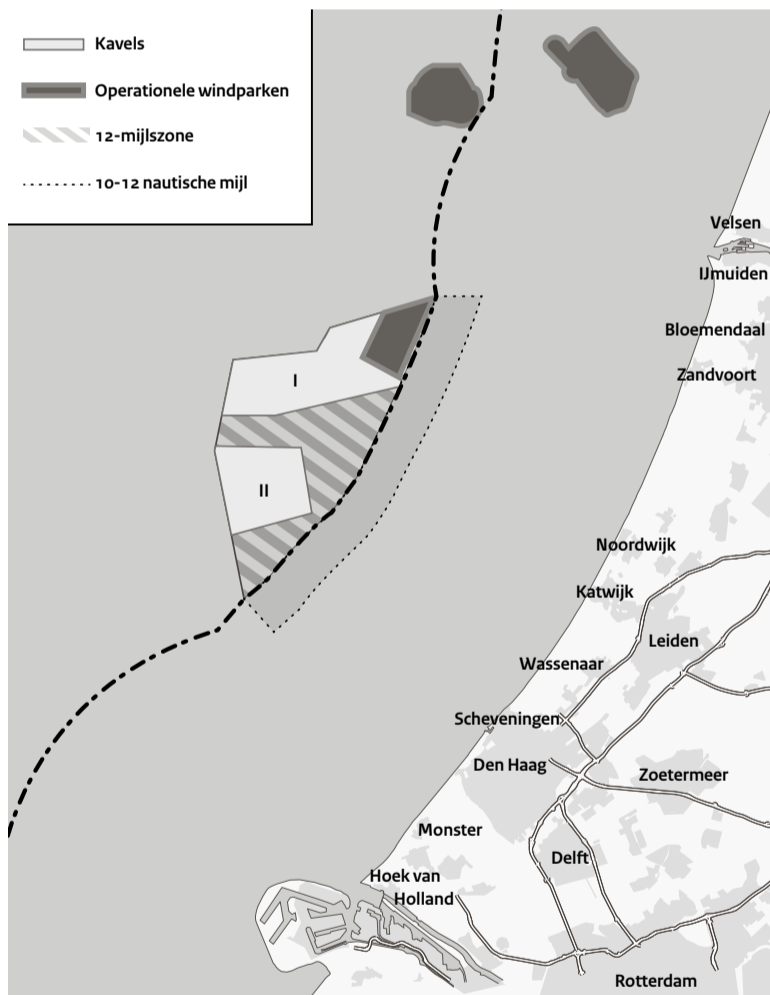 Kavels
Operationele windparken
12-mijlszone
10-12 nautische mijl
Velsen
IJmuiden
Bloemendaal
Zandvoort
I
II
Noordwijk
Katwijk
Leiden
Wassenaar
Scheveningen
Den Haag
Zoetermeer
Monster
Delft
Hoek van
Holland
Rotterdam